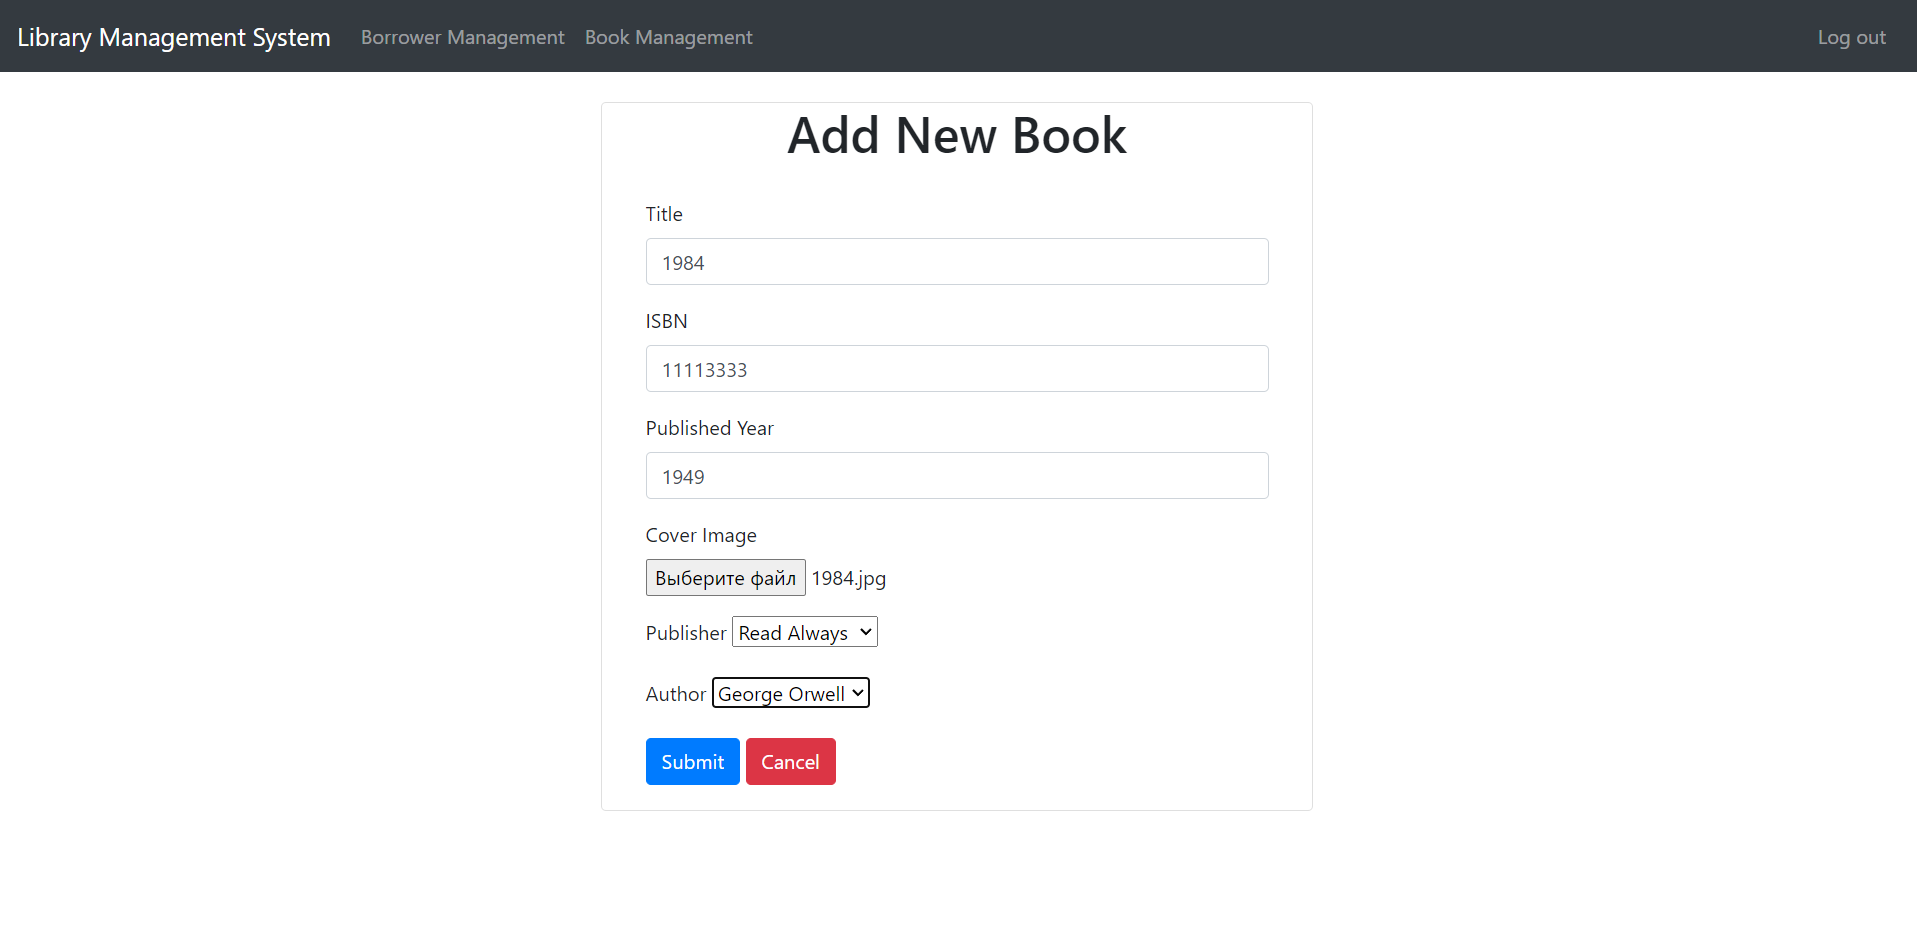 Library Management System Borrower Management Book Management Log out
Add New Book
Title
1984
ISBN
11113333
Published Year
1949
Cover Image
Выберите файл 1984.jpg
Publisher Read Always
Author George Orwell
Submit Cancel